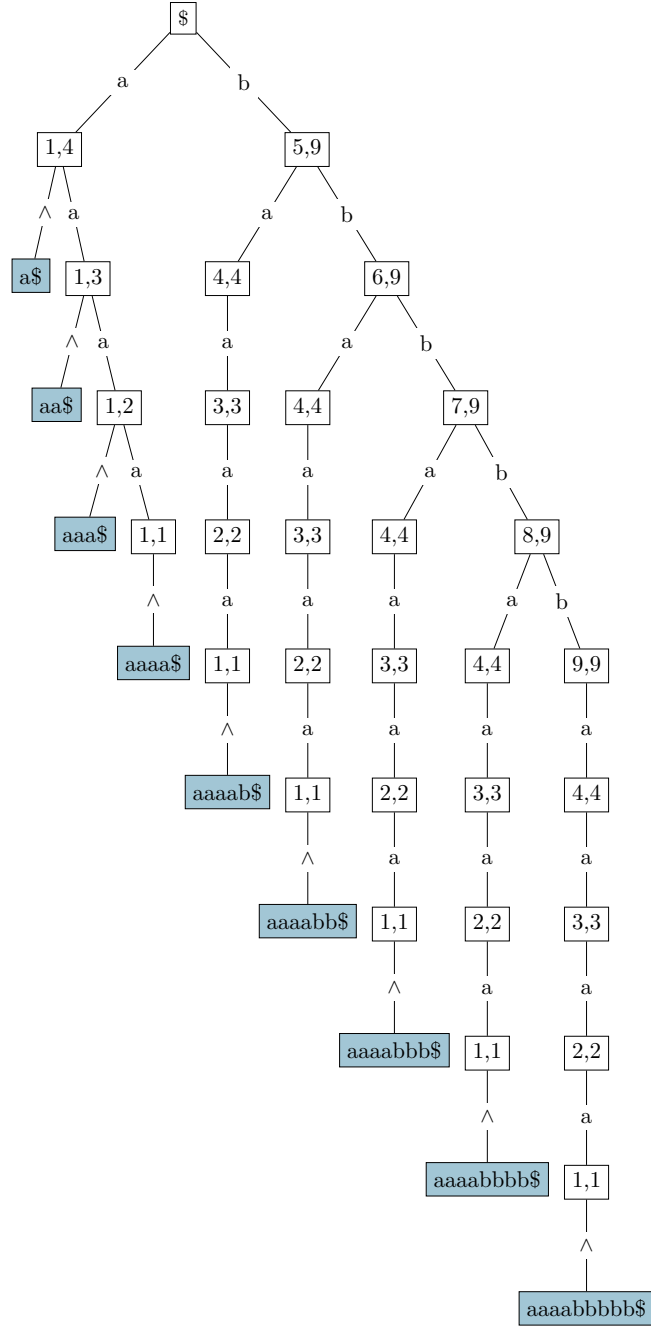 $
a b
1,4 5,9
^ a a b
a$ 1,3 4,4 6,9
^ a a a b
aa$ 1,2 3,3 4,4 7,9
^ a a a a b
aaa$ 1,1 2,2 3,3 4,4 8,9
^ a a a a b
aaaa$ 1,1 2,2 3,3 4,4 9,9
^ a a a a
aaaab$ 1,1 2,2 3,3 4,4
^ a a a
aaaabb$ 1,1 2,2 3,3
^ a a
aaaabbb$ 1,1 2,2
^ a
aaaabbbb$ 1,1
^
aaaabbbbb$